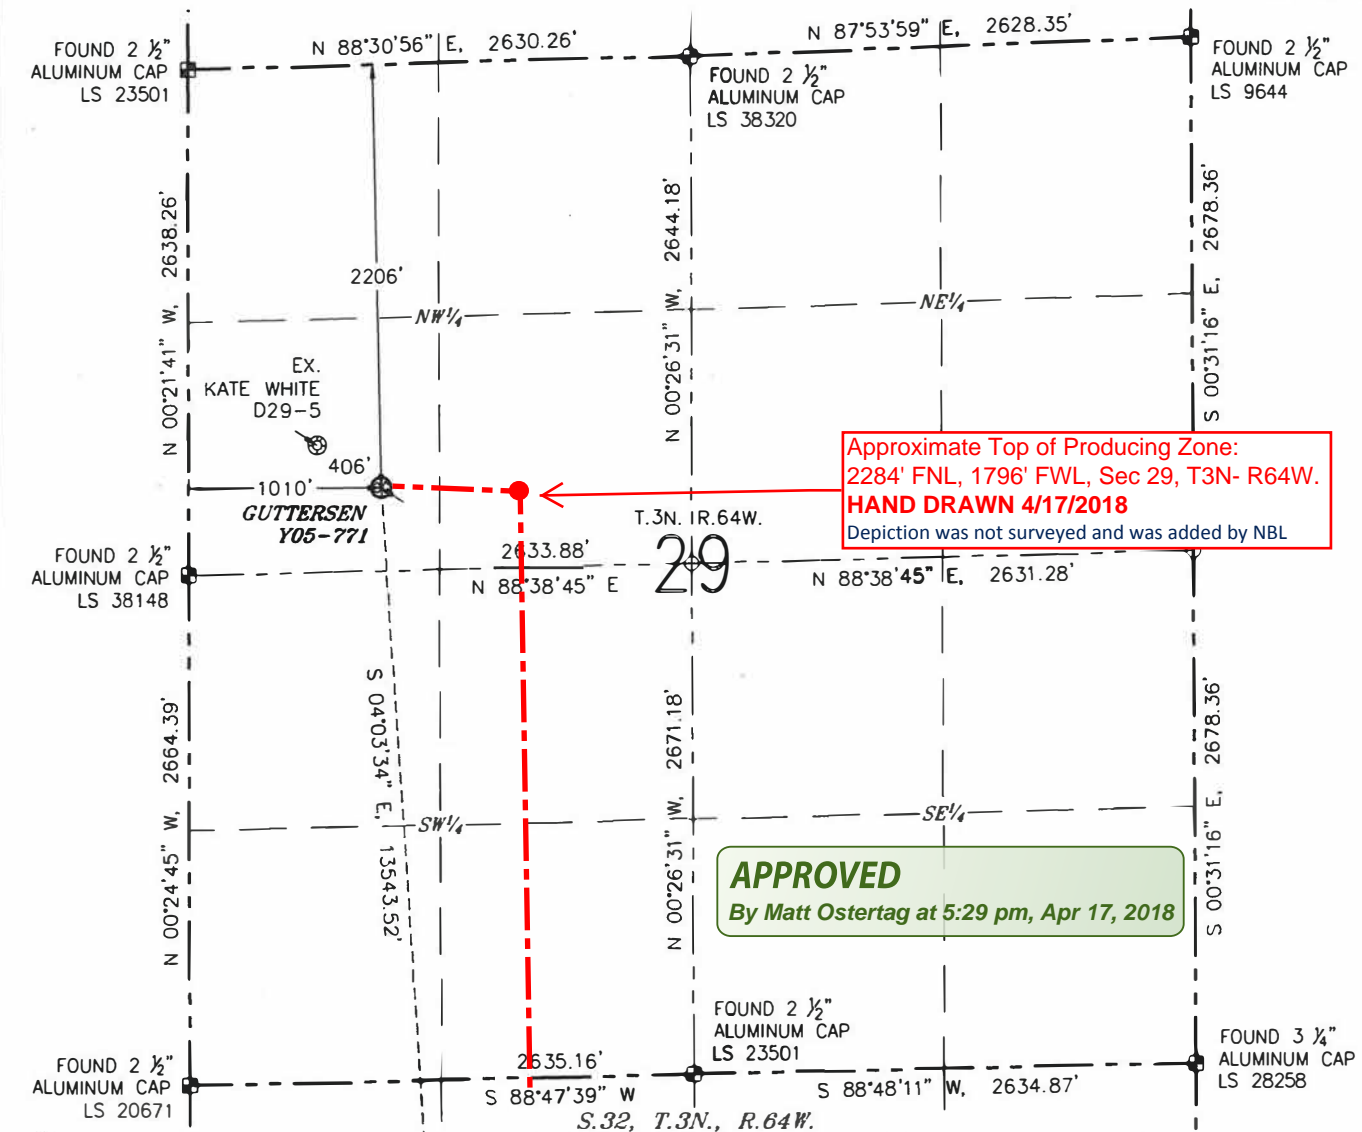 N 88°30'56" E, 2630.26'
N 87°53'59" E, 2628.35'
FOUND 2 ½"
ALUMINUM CAP
LS 23501
FOUND 2 ½"
ALUMINUM CAP
LS 38320
FOUND 2 ½"
ALUMINUM CAP
LS 9644
N 00°21'41" W, 2638.26'
2206'
N 00°26'31" W, 2644.18'
S 00°31'16" E, 2678.36'
NW¼
NE¼
EX.
KATE WHITE
D29-5
406'
1010'
GUTTERSEN
Y05-771
Approximate Top of Producing Zone:
2284' FNL, 1796' FWL, Sec 29, T3N- R64W.
HAND DRAWN 4/17/2018
Depiction was not surveyed and was added by NBL
T.3N. R.64W.
29
FOUND 2 ½"
ALUMINUM CAP
LS 38148
2633.88'
N 88°38'45" E
N 88°38'45" E, 2631.28'
N 00°24'45" W, 2664.39'
S 04°03'34" E, 13543.52'
N 00°26'31" W, 2671.18'
S 00°31'16" E, 2678.36'
SW¼
SE¼
APPROVED
By Matt Ostertag at 5:29 pm, Apr 17, 2018
FOUND 2 ½"
ALUMINUM CAP
LS 20671
2635.16'
S 88°47'39" W
FOUND 2 ½"
ALUMINUM CAP
LS 23501
S 88°48'11" W, 2634.87'
FOUND 3 ¼"
ALUMINUM CAP
LS 28258
S.32, T.3N., R.64W.